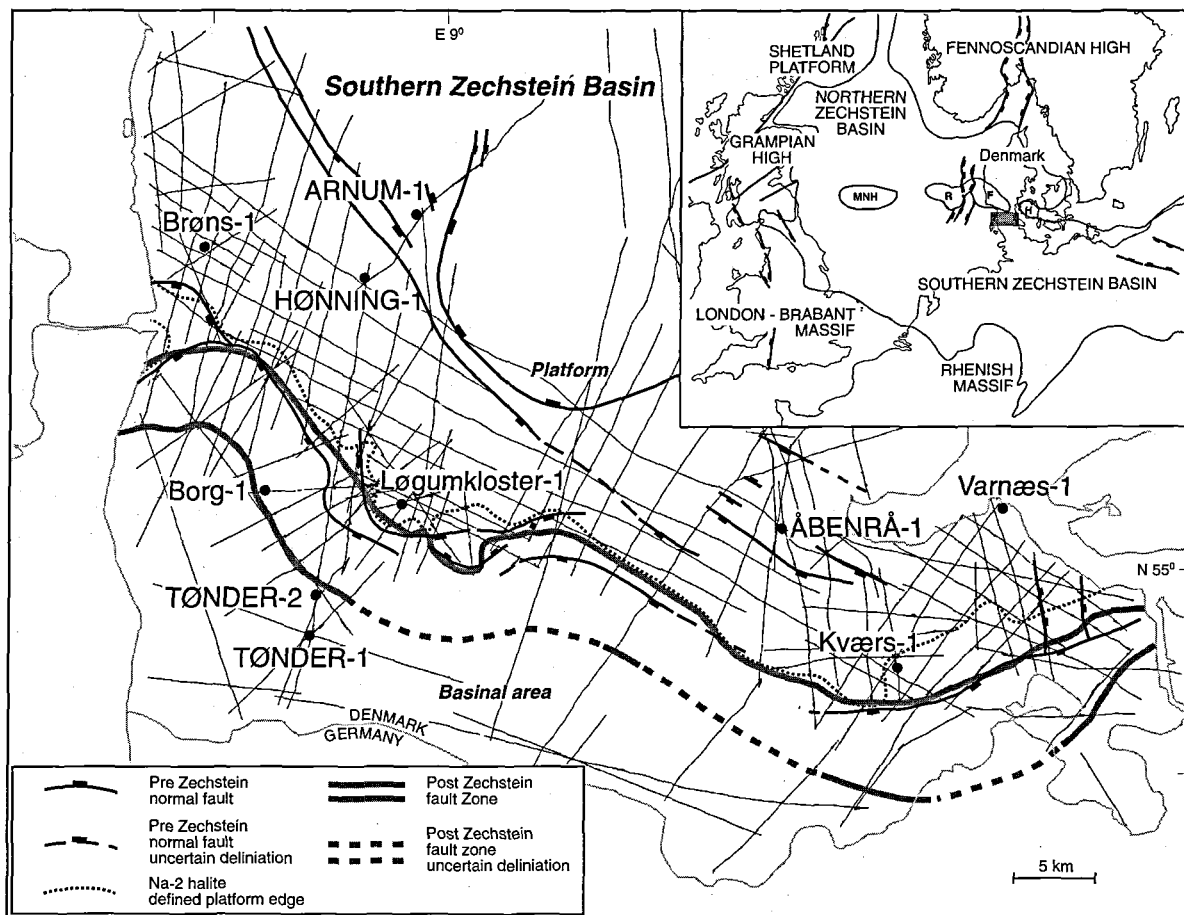 E 9⁰
Southern Zechstein Basin
ARNUM-1
Brøns-1
HØNNING-1
Platform
Løgumkloster-1
Borg-1
Varnæs-1
ÅBENRÅ-1
N 55⁰
TØNDER-2
TØNDER-1
Kværs-1
Basinal area
DENMARK
GERMANY
5 km
SHETLAND
PLATFORM
FENNOSCANDIAN HIGH
NORTHERN
ZECHSTEIN
BASIN
GRAMPIAN
HIGH
Denmark
MNH
R
F
H
SOUTHERN ZECHSTEIN BASIN
LONDON - BRABANT
MASSIF
RHENISH
MASSIF
Pre Zechstein
normal fault
Pre Zechstein
normal fault
uncertain deliniation
Na-2 halite
defined platform edge
Post Zechstein
fault Zone
Post Zechstein
fault zone
uncertain deliniation